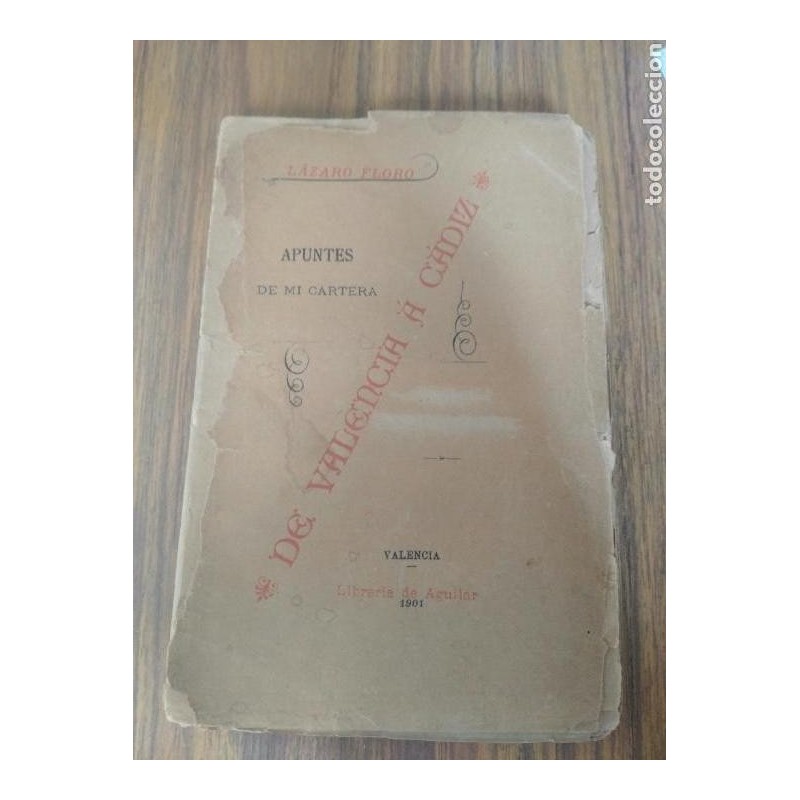 LÁZARO FLORO
APUNTES
DE MI CARTERA
DE VALENCIA Á CÁDIZ
VALENCIA
Librería de Aguilar
1901
todocoleccion